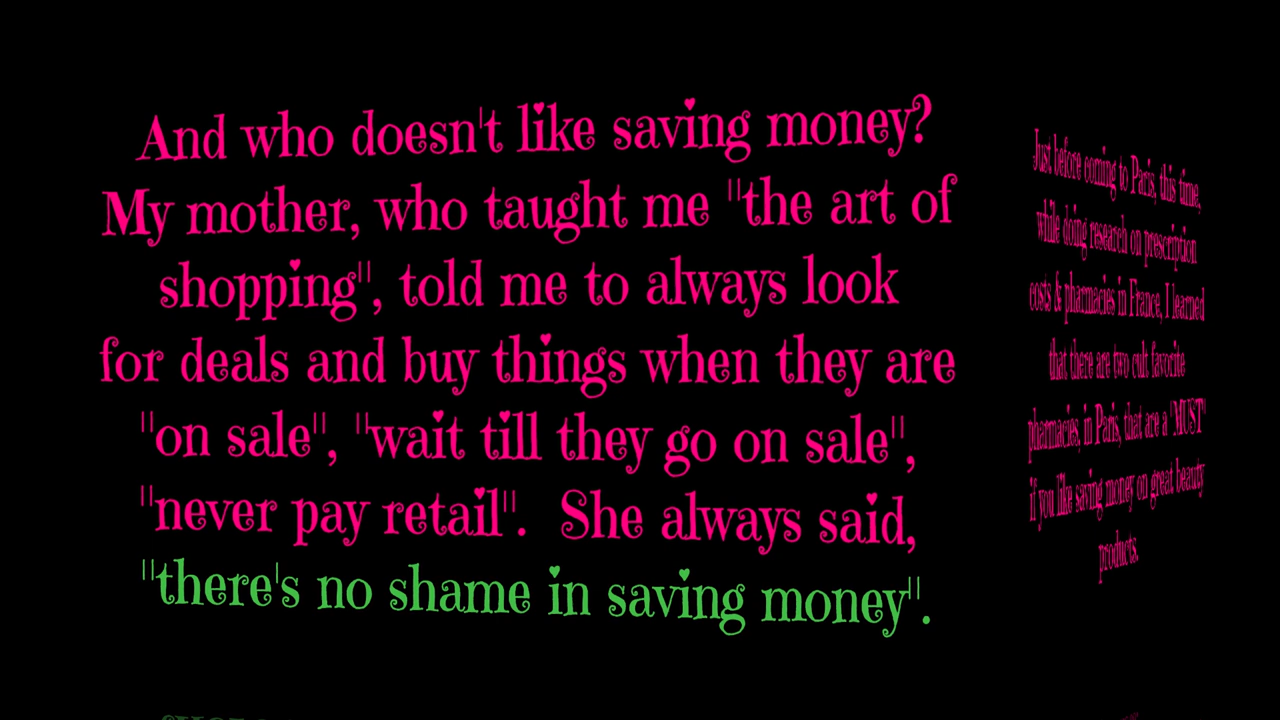 And who doesn't like saving money?
My mother, who taught me "the art of
shopping", told me to always look
for deals and buy things when they are
"on sale", "wait till they go on sale",
"never pay retail".  She always said,
"there's no shame in saving money".
Just before coming to Paris, this time,
while doing research on prescription
costs & pharmacies in France, I learned
that there are two cult favorite
pharmacies, in Paris, that are a "MUST"
if you like saving money on great beauty
products.